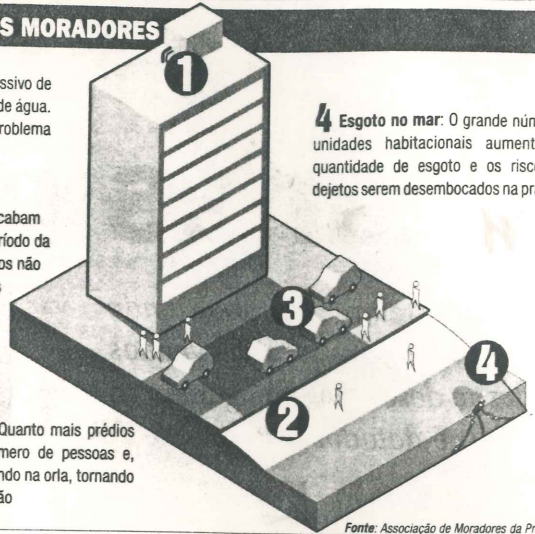 S MORADORES
ssivo de
de água.
roblema
cabam
ríodo da
os não
Quanto mais prédios
mero de pessoas e,
ndo na orla, tornando
ão
1
2
3
4
4 Esgoto no mar: O grande nún
unidades habitacionais aument
quantidade de esgoto e os risc
dejetos serem desembocados na pra
Fonte: Associação de Moradores da Pr